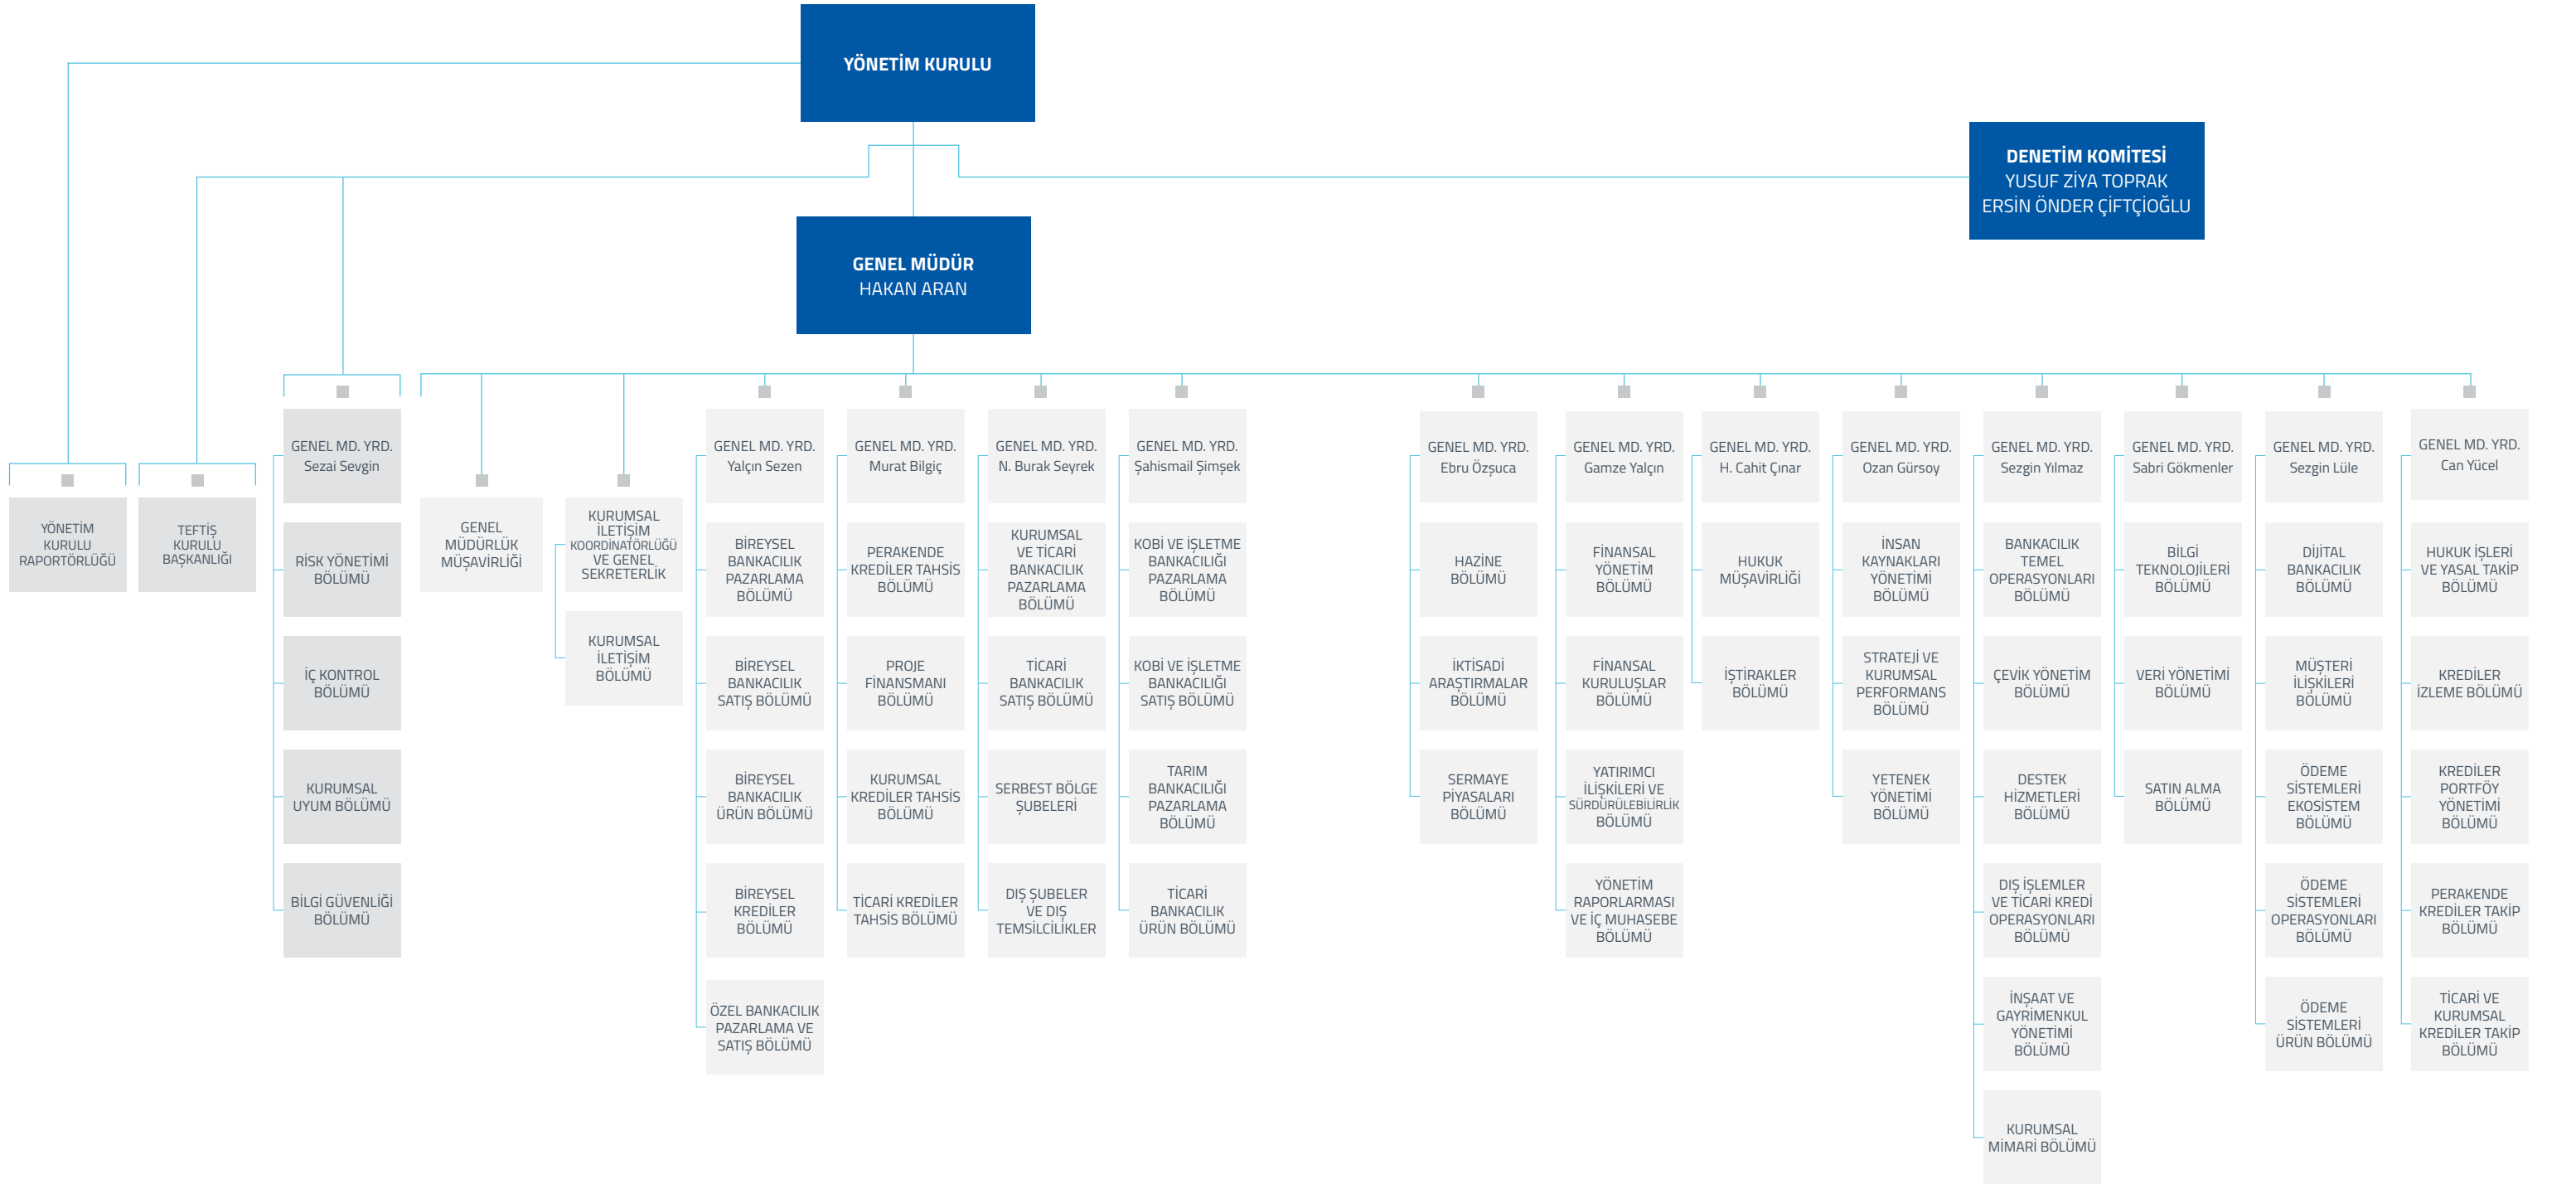 YÖNETİM KURULU
DENETİM KOMİTESİ
YUSUF ZİYA TOPRAK
ERSİN ÖNDER ÇİFTÇİOĞLU
GENEL MÜDÜR
HAKAN ARAN
YÖNETİM
KURULU
RAPORTÖRLÜĞÜ
TEFTİŞ
KURULU
BAŞKANLIĞI
GENEL MD. YRD.
Sezai Sevgin
RİSK YÖNETİMİ
BÖLÜMÜ
İÇ KONTROL
BÖLÜMÜ
KURUMSAL
UYUM BÖLÜMÜ
BİLGİ GÜVENLİĞİ
BÖLÜMÜ
GENEL
MÜDÜRLÜK
MÜŞAVİRLİĞİ
KURUMSAL
İLETİŞİM
KOORDİNATÖRLÜĞÜ
VE GENEL
SEKRETERLİK
KURUMSAL
İLETİŞİM
BÖLÜMÜ
GENEL MD. YRD.
Yalçın Sezen
BİREYSEL
BANKACILIK
PAZARLAMA
BÖLÜMÜ
BİREYSEL
BANKACILIK
SATIŞ BÖLÜMÜ
BİREYSEL
BANKACILIK
ÜRÜN BÖLÜMÜ
BİREYSEL
KREDİLER
BÖLÜMÜ
ÖZEL BANKACILIK
PAZARLAMA VE
SATIŞ BÖLÜMÜ
GENEL MD. YRD.
Murat Bilgiç
PERAKENDE
KREDİLER TAHSİS
BÖLÜMÜ
PROJE
FİNANSMANI
BÖLÜMÜ
KURUMSAL
KREDİLER TAHSİS
BÖLÜMÜ
TİCARİ KREDİLER
TAHSİS BÖLÜMÜ
GENEL MD. YRD.
N. Burak Seyrek
KURUMSAL
VE TİCARİ
BANKACILIK
PAZARLAMA
BÖLÜMÜ
TİCARİ
BANKACILIK
SATIŞ BÖLÜMÜ
SERBEST BÖLGE
ŞUBELERİ
DIŞ ŞUBELER
VE DIŞ
TEMSİLCİLİKLER
GENEL MD. YRD.
Şahismail Şimşek
KOBİ VE İŞLETME
BANKACILIĞI
PAZARLAMA
BÖLÜMÜ
KOBİ VE İŞLETME
BANKACILIĞI
SATIŞ BÖLÜMÜ
TARIM
BANKACILIĞI
PAZARLAMA
BÖLÜMÜ
TİCARİ
BANKACILIK
ÜRÜN BÖLÜMÜ
GENEL MD. YRD.
Ebru Özşuca
HAZİNE
BÖLÜMÜ
İKTİSADİ
ARAŞTIRMALAR
BÖLÜMÜ
SERMAYE
PİYASALARI
BÖLÜMÜ
GENEL MD. YRD.
Gamze Yalçın
FİNANSAL
YÖNETİM
BÖLÜMÜ
FİNANSAL
KURULUŞLAR
BÖLÜMÜ
YATIRIMCI
İLİŞKİLERİ VE
SÜRDÜRÜLEBİLİRLİK
BÖLÜMÜ
YÖNETİM
RAPORLARMASI
VE İÇ MUHASEBE
BÖLÜMÜ
GENEL MD. YRD.
H. Cahit Çınar
HUKUK
MÜŞAVİRLİĞİ
İŞTİRAKLER
BÖLÜMÜ
GENEL MD. YRD.
Ozan Gürsoy
İNSAN
KAYNAKLARI
YÖNETİMİ
BÖLÜMÜ
STRATEJİ VE
KURUMSAL
PERFORMANS
BÖLÜMÜ
YETENEK
YÖNETİMİ
BÖLÜMÜ
GENEL MD. YRD.
Sezgin Yılmaz
BANKACILIK
TEMEL
OPERASYONLARI
BÖLÜMÜ
ÇEVİK YÖNETİM
BÖLÜMÜ
DESTEK
HİZMETLERİ
BÖLÜMÜ
DIŞ İŞLEMLER
VE TİCARİ KREDİ
OPERASYONLARI
BÖLÜMÜ
İNŞAAT VE
GAYRİMENKUL
YÖNETİMİ
BÖLÜMÜ
KURUMSAL
MİMARİ BÖLÜMÜ
GENEL MD. YRD.
Sabri Gökmenler
BİLGİ
TEKNOLOJİLERİ
BÖLÜMÜ
VERİ YÖNETİMİ
BÖLÜMÜ
SATIN ALMA
BÖLÜMÜ
GENEL MD. YRD.
Sezgin Lüle
DİJİTAL
BANKACILIK
BÖLÜMÜ
MÜŞTERİ
İLİŞKİLERİ
BÖLÜMÜ
ÖDEME
SİSTEMLERİ
EKOSİSTEM
BÖLÜMÜ
ÖDEME
SİSTEMLERİ
OPERASYONLARI
BÖLÜMÜ
ÖDEME
SİSTEMLERİ
ÜRÜN BÖLÜMÜ
GENEL MD. YRD.
Can Yücel
HUKUK İŞLERİ
VE YASAL TAKİP
BÖLÜMÜ
KREDİLER
İZLEME BÖLÜMÜ
KREDİLER
PORTFÖY
YÖNETİMİ
BÖLÜMÜ
PERAKENDE
KREDİLER TAKİP
BÖLÜMÜ
TİCARİ VE
KURUMSAL
KREDİLER TAKİP
BÖLÜMÜ